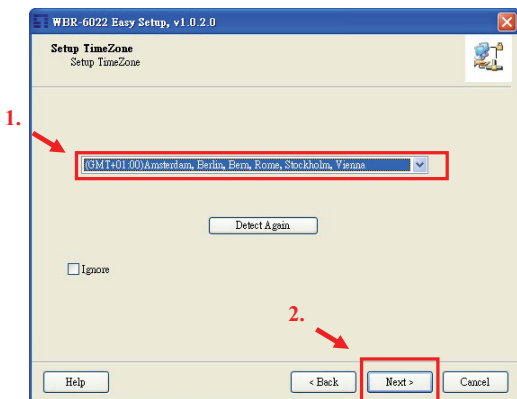 WBR-6022 Easy Setup, v1.0.2.0
Setup TimeZone
Setup TimeZone
1.
(GMT+01:00)Amsterdam, Berlin, Bern, Rome, Stockholm, Vienna
Detect Again
Ignore
2.
Help
< Back
Next >
Cancel